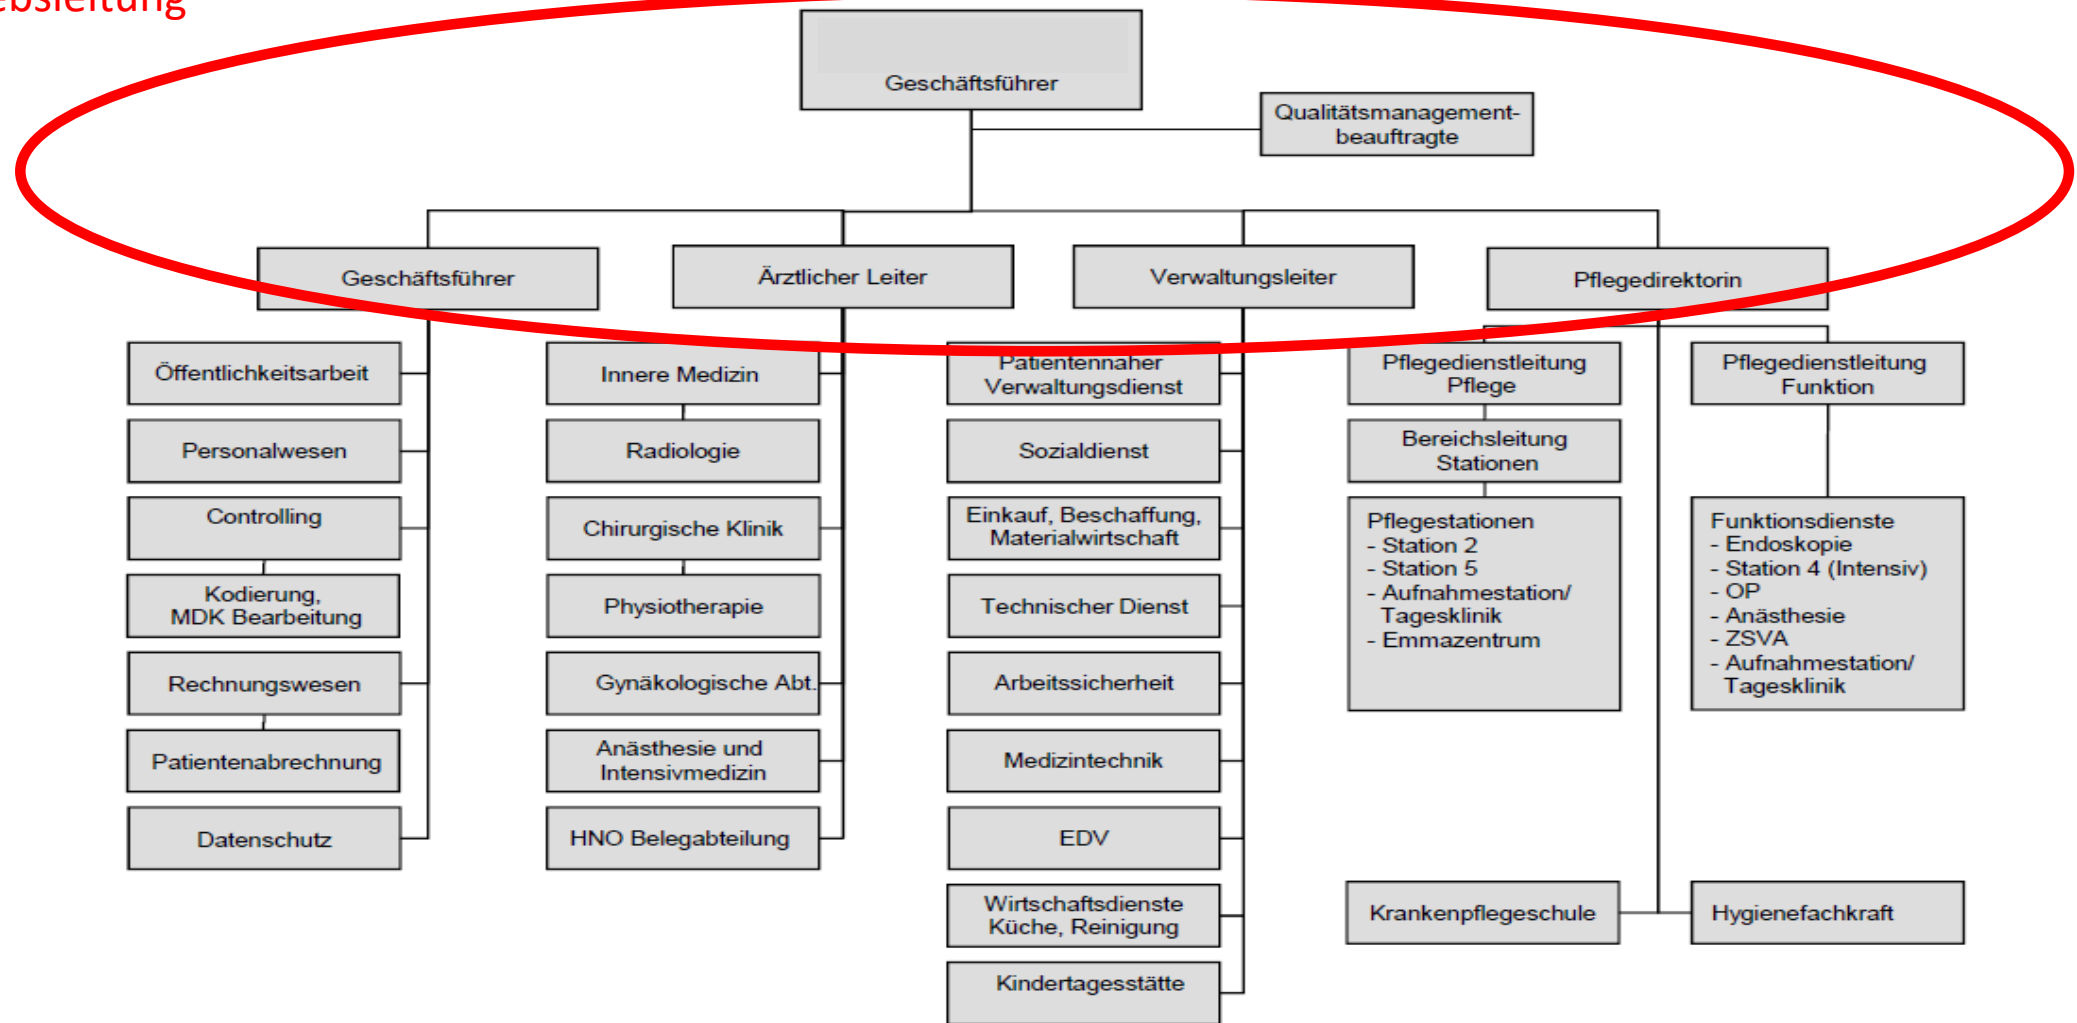 ebsleitung
Geschäftsführer
Qualitätsmanagement-
beauftragte
Geschäftsführer
Ärztlicher Leiter
Verwaltungsleiter
Pflegedirektorin
Öffentlichkeitsarbeit
Personalwesen
Controlling
Kodierung,
MDK Bearbeitung
Rechnungswesen
Patientenabrechnung
Datenschutz
Innere Medizin
Radiologie
Chirurgische Klinik
Physiotherapie
Gynäkologische Abt.
Anästhesie und
Intensivmedizin
HNO Belegabteilung
Patientennaher
Verwaltungsdienst
Sozialdienst
Einkauf, Beschaffung,
Materialwirtschaft
Technischer Dienst
Arbeitssicherheit
Medizintechnik
EDV
Wirtschaftsdienste
Küche, Reinigung
Kindertagesstätte
Pflegedienstleitung
Pflege
Bereichsleitung
Stationen
Pflegestationen
- Station 2
- Station 5
- Aufnahmestation/
Tagesklinik
- Emmazentrum
Pflegedienstleitung
Funktion
Funktionsdienste
- Endoskopie
- Station 4 (Intensiv)
- OP
- Anästhesie
- ZSVA
- Aufnahmestation/
Tagesklinik
Krankenpflegeschule
Hygienefachkraft